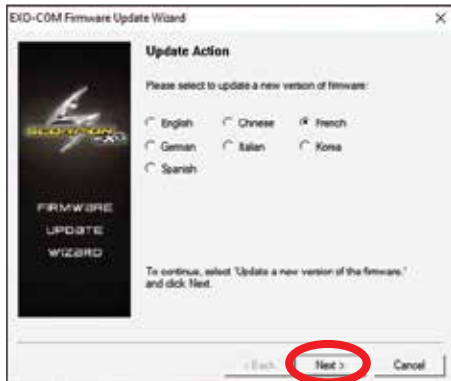 EXO-COM Firmware Update Wizard
Update Action
Please select to update a new version of firmware:
English Chinese French
German Italian Korea
Spanish
SCORPION
EXO
FIRMWARE
UPDATE
WIZARD
To continue, select 'Update a new version of the firmware.'
and click Next.
< Back Next > Cancel